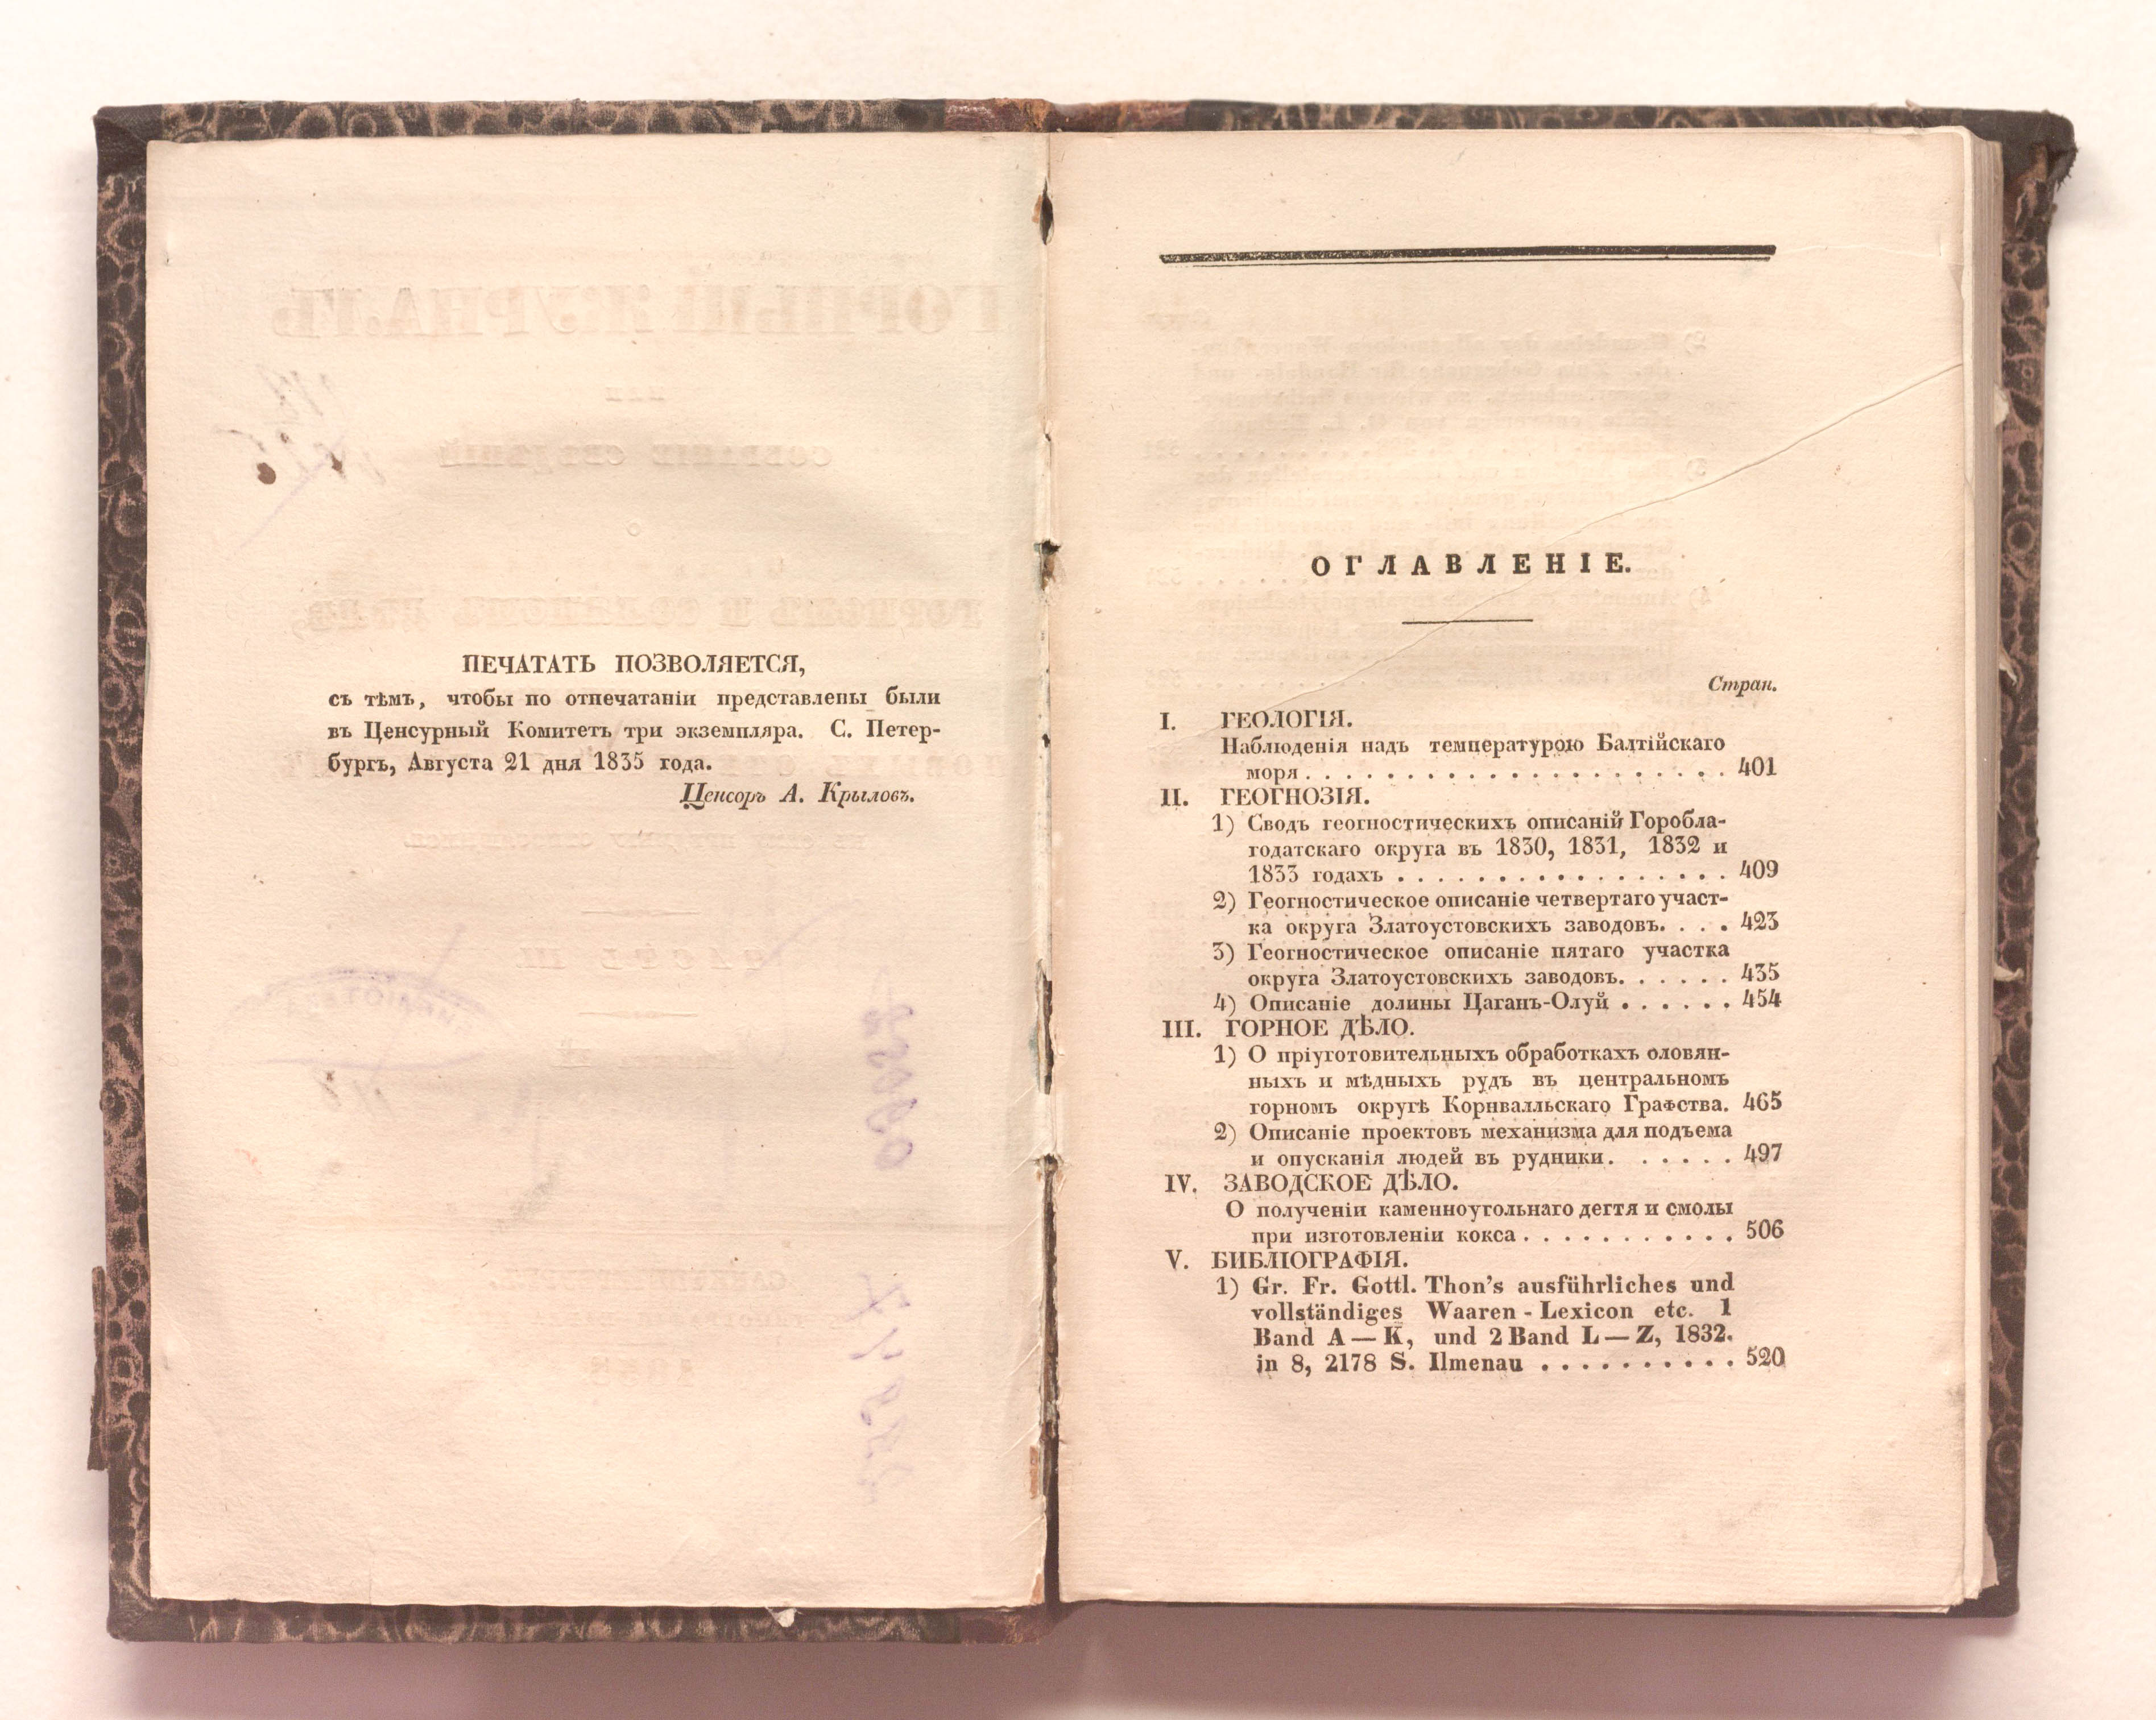 ПЕЧАТАТЬ ПОЗВОЛЯЕТСЯ,
съ тѣмъ, чтобы по отпечатаніи представлены были
въ Ценсурный Комитетъ три экземпляра. С. Петер-
бургъ, Августа 21 дня 1835 года.
Ценсоръ А. Крыловъ.
ОГЛАВЛЕНІЕ.
Стран.
I. ГЕОЛОГІЯ.
Наблюденія надъ температурою Балтійскаго
моря . . . . . . . . . . . . . . . . . . . . . 401
II. ГЕОГНОЗІЯ.
1) Сводъ геогностическихъ описаній Горобла-
годатскаго округа въ 1830, 1831, 1832 и
1833 годахъ . . . . . . . . . . . . . . . . . 409
2) Геогностическое описаніе четвертаго участ-
ка округа Златоустовскихъ заводовъ. . . . 423
3) Геогностическое описаніе пятаго участка
округа Златоустовскихъ заводовъ. . . . . . 435
4) Описаніе долины Цаганъ-Олуй . . . . . . 454
III. ГОРНОЕ ДѢЛО.
1) О пріуготовительныхъ обработкахъ оловян-
ныхъ и мѣдныхъ рудъ въ центральномъ
горномъ округѣ Корнвалльскаго Графства. 465
2) Описаніе проектовъ механизма для подъема
и опусканія людей въ рудники. . . . . . 497
IV. ЗАВОДСКОЕ ДѢЛО.
О полученіи каменноугольнаго дегтя и смолы
при изготовленіи кокса . . . . . . . . . . . 506
V. БИБЛІОГРАФІЯ.
1) Gr. Fr. Gottl. Thon's ausführliches und
vollständiges Waaren - Lexicon etc. 1
Band A — K, und 2 Band L — Z, 1832.
in 8, 2178 S. Ilmenau . . . . . . . . . . 520